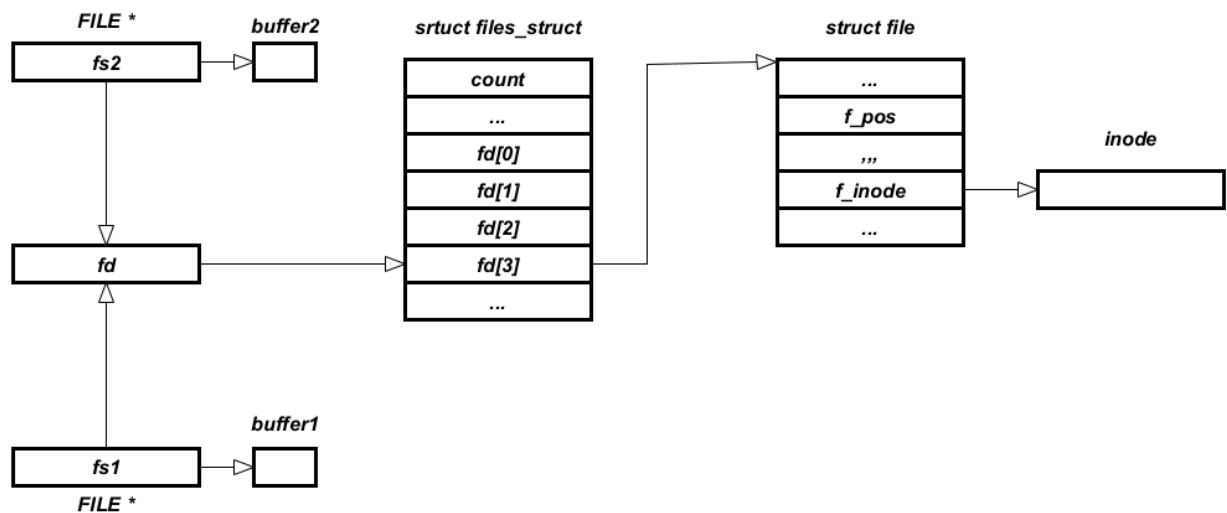 FILE *
fs2
buffer2
fd
buffer1
fs1
FILE *
srtuct files_struct
count
...
fd[0]
fd[1]
fd[2]
fd[3]
...
struct file
...
f_pos
,,,
f_inode
...
inode